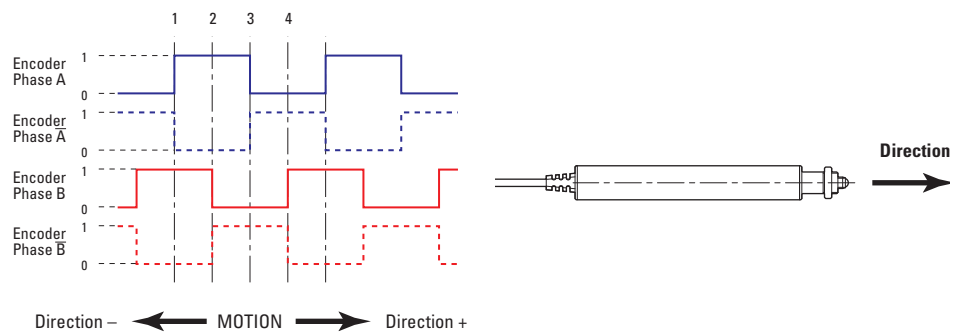 1 2 3 4
Encoder
Phase A
1
0
Encoder
Phase A̅
1
0
Encoder
Phase B
1
0
Encoder
Phase B̅
1
0
Direction – MOTION Direction +
Direction